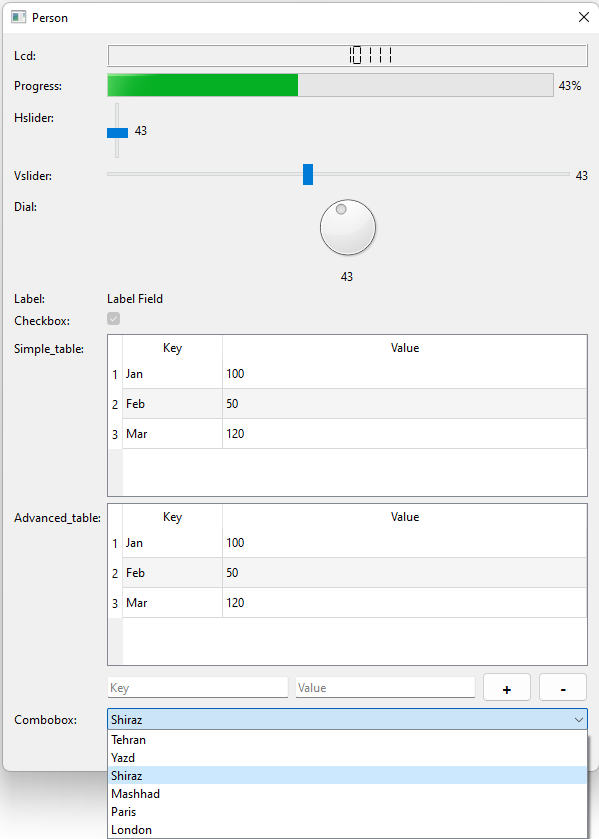 Person
Lcd: 10111
Progress: 43%
Hslider: 43
Vslider: 43
Dial:
43
Label: Label Field
Checkbox:
Simple_table: Key Value
1 Jan 100
2 Feb 50
3 Mar 120
Advanced_table: Key Value
1 Jan 100
2 Feb 50
3 Mar 120
Key Value + -
Combobox: Shiraz
Tehran
Yazd
Shiraz
Mashhad
Paris
London